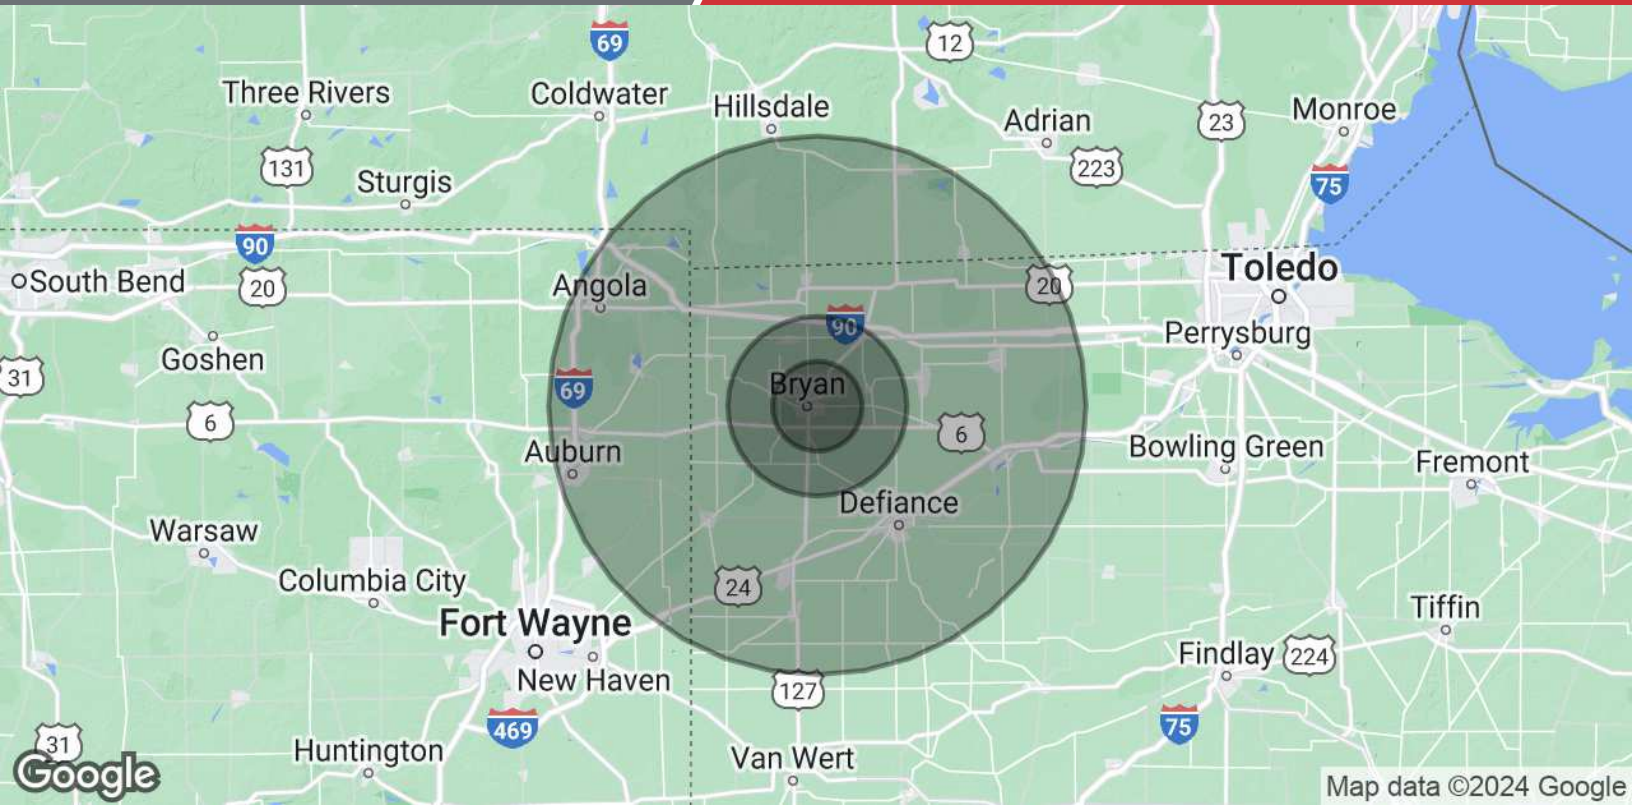 69
12
Three Rivers
Coldwater
Hillsdale
Adrian
23
Monroe
131
223
75
Sturgis
90
South Bend
20
Angola
20
Toledo
90
Perrysburg
Goshen
31
69
Bryan
6
6
Auburn
Bowling Green
Fremont
Defiance
Warsaw
Columbia City
24
Fort Wayne
Tiffin
Findlay
224
New Haven
127
469
75
31
Huntington
Van Wert
Google
Map data ©2024 Google